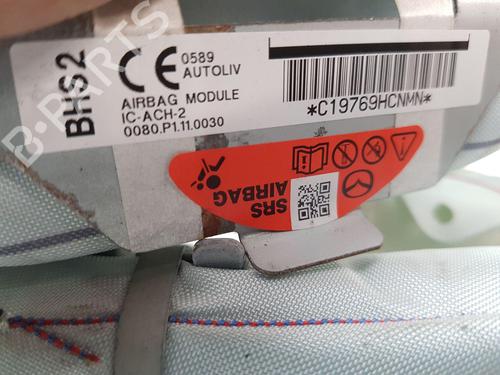 BHS2
CE 0589
AUTOLIV
AIRBAG MODULE
IC-ACH-2
0080.P1.11.0030
*C19769HCNMN*
SRS
AIRBAG
B-PARTS